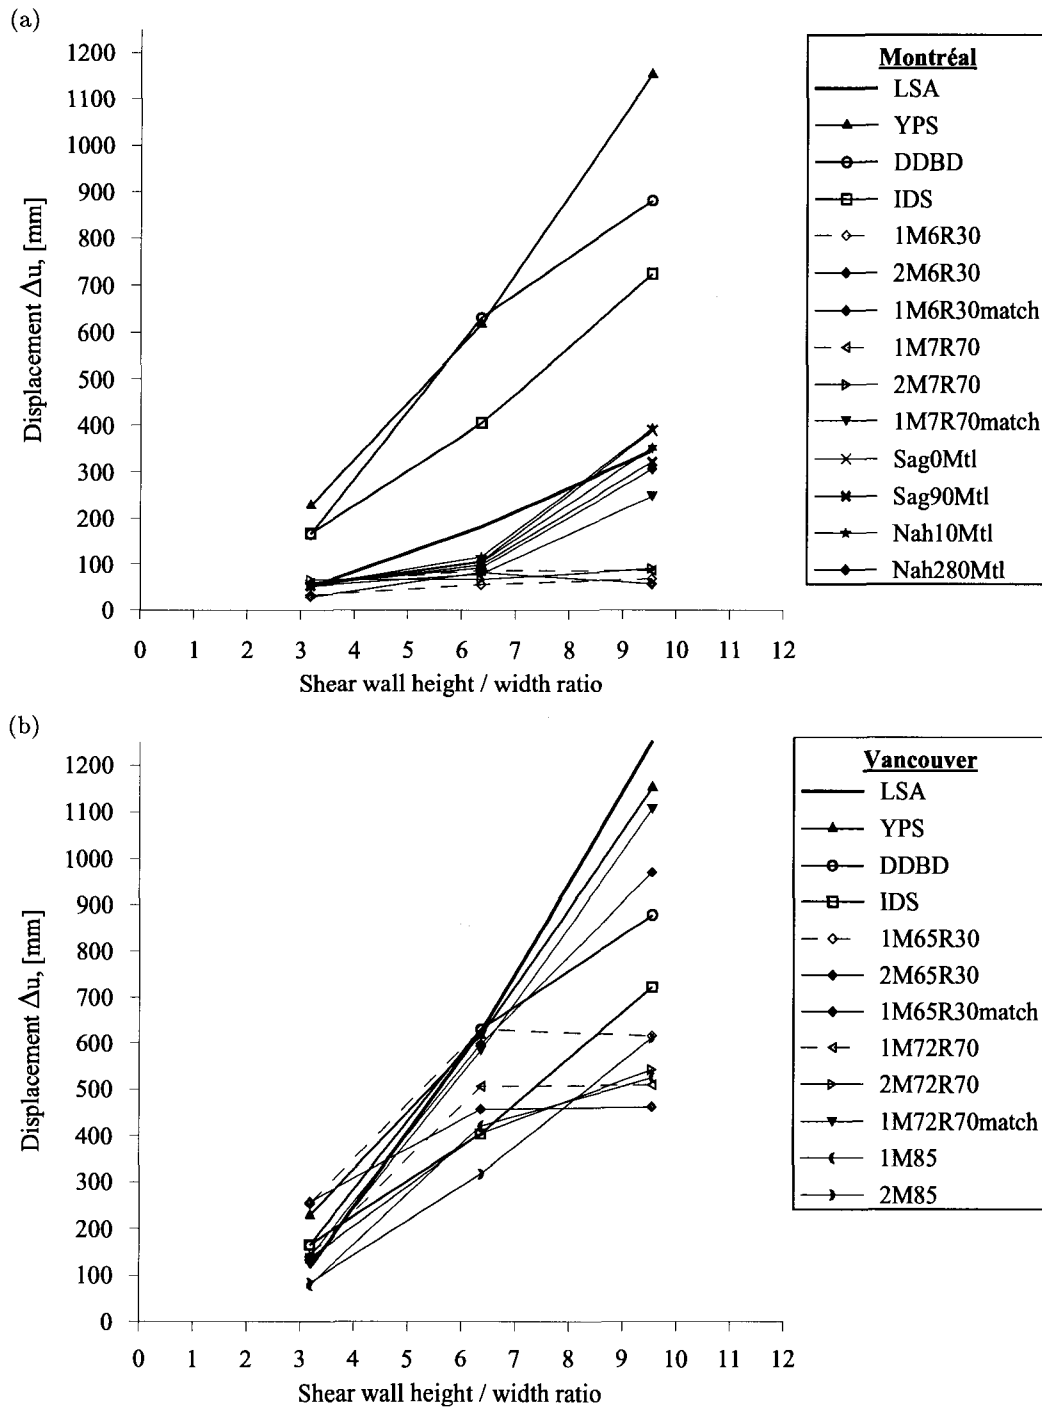 (a)
1200
1100
1000
900
800
700
600
500
400
300
200
100
0
Displacement Δu, [mm]
0 1 2 3 4 5 6 7 8 9 10 11 12
Shear wall height / width ratio
Montréal
LSA
YPS
DDBD
IDS
1M6R30
2M6R30
1M6R30match
1M7R70
2M7R70
1M7R70match
Sag0Mtl
Sag90Mtl
Nah10Mtl
Nah280Mtl
(b)
1200
1100
1000
900
800
700
600
500
400
300
200
100
0
Displacement Δu, [mm]
0 1 2 3 4 5 6 7 8 9 10 11 12
Shear wall height / width ratio
Vancouver
LSA
YPS
DDBD
IDS
1M65R30
2M65R30
1M65R30match
1M72R70
2M72R70
1M72R70match
1M85
2M85